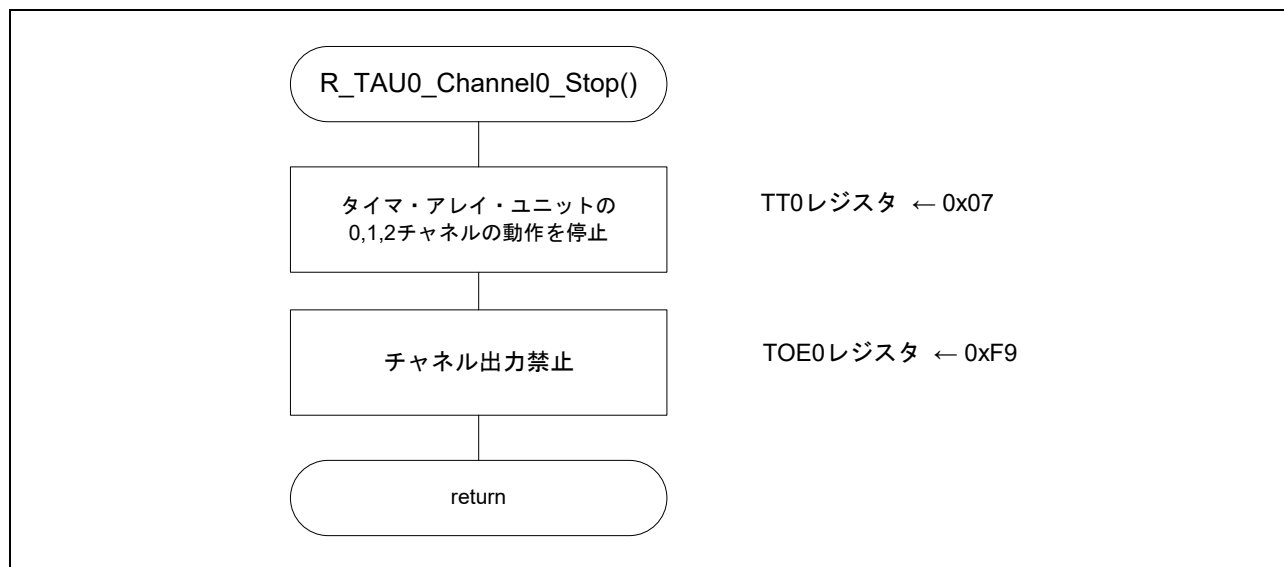 R_TAU0_Channel0_Stop()
タイマ・アレイ・ユニットの
0,1,2チャネルの動作を停止
TT0レジスタ ← 0x07
チャネル出力禁止
TOE0レジスタ ← 0xF9
return